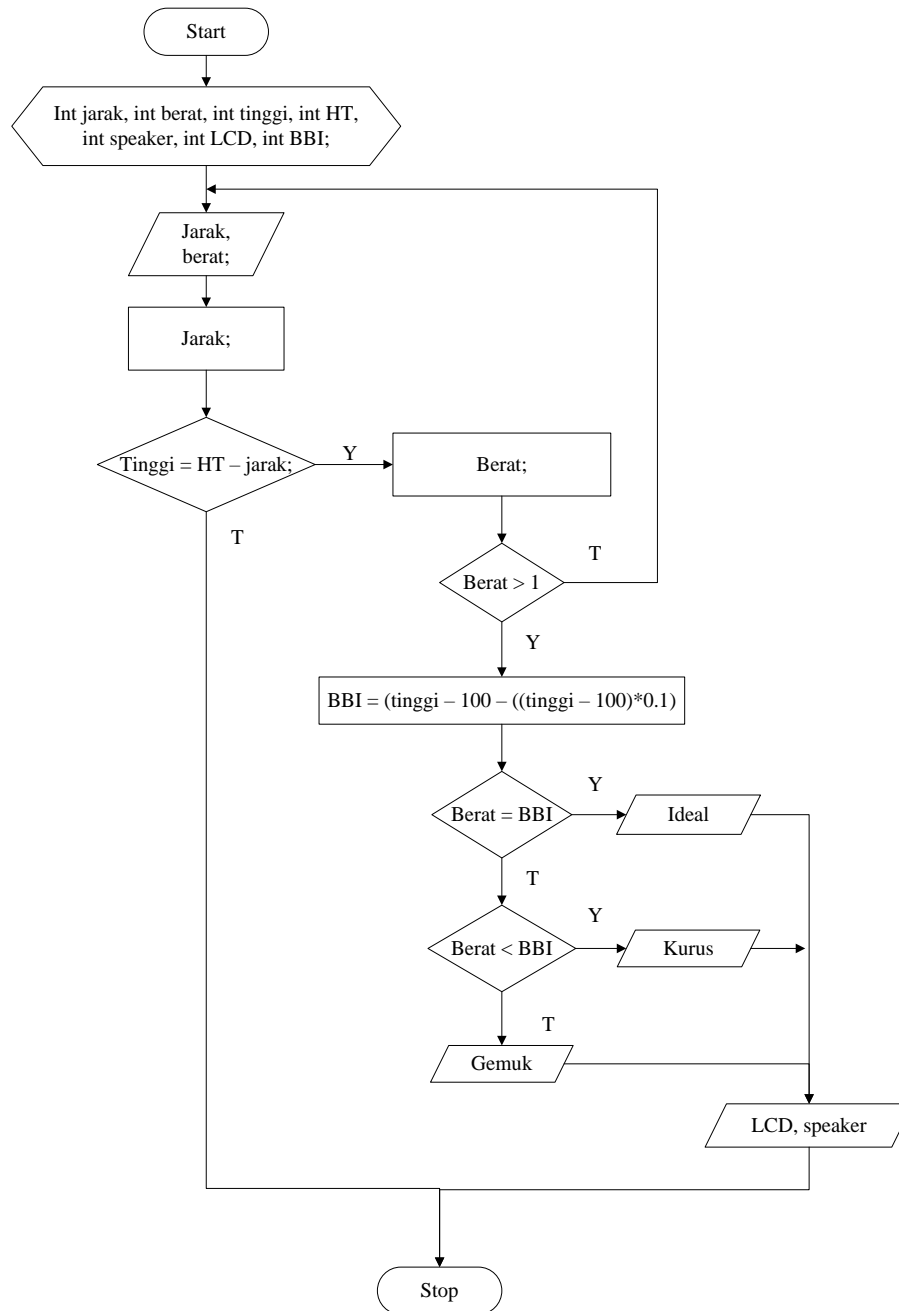 Start
Int jarak, int berat, int tinggi, int HT,
int speaker, int LCD, int BBI;
Jarak,
berat;
Jarak;
Tinggi = HT – jarak;
Y
Berat;
T
Berat > 1
T
Y
BBI = (tinggi – 100 – ((tinggi – 100)*0.1)
Berat = BBI
Y
Ideal
T
Berat < BBI
Y
Kurus
T
Gemuk
LCD, speaker
Stop